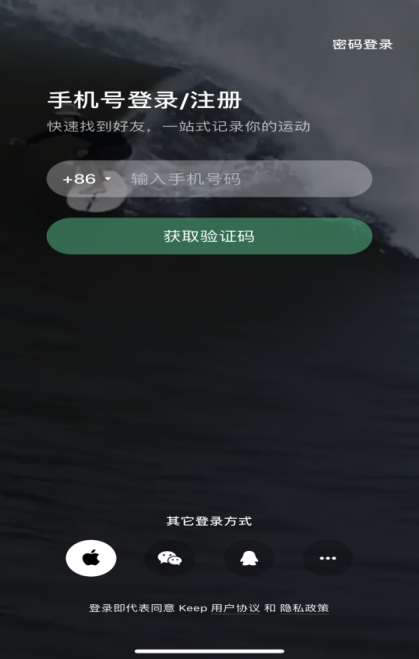 密码登录
手机号登录/注册
快速找到好友，一站式记录你的运动
+86 输入手机号码
获取验证码
其它登录方式
登录即代表同意 Keep 用户协议 和 隐私政策